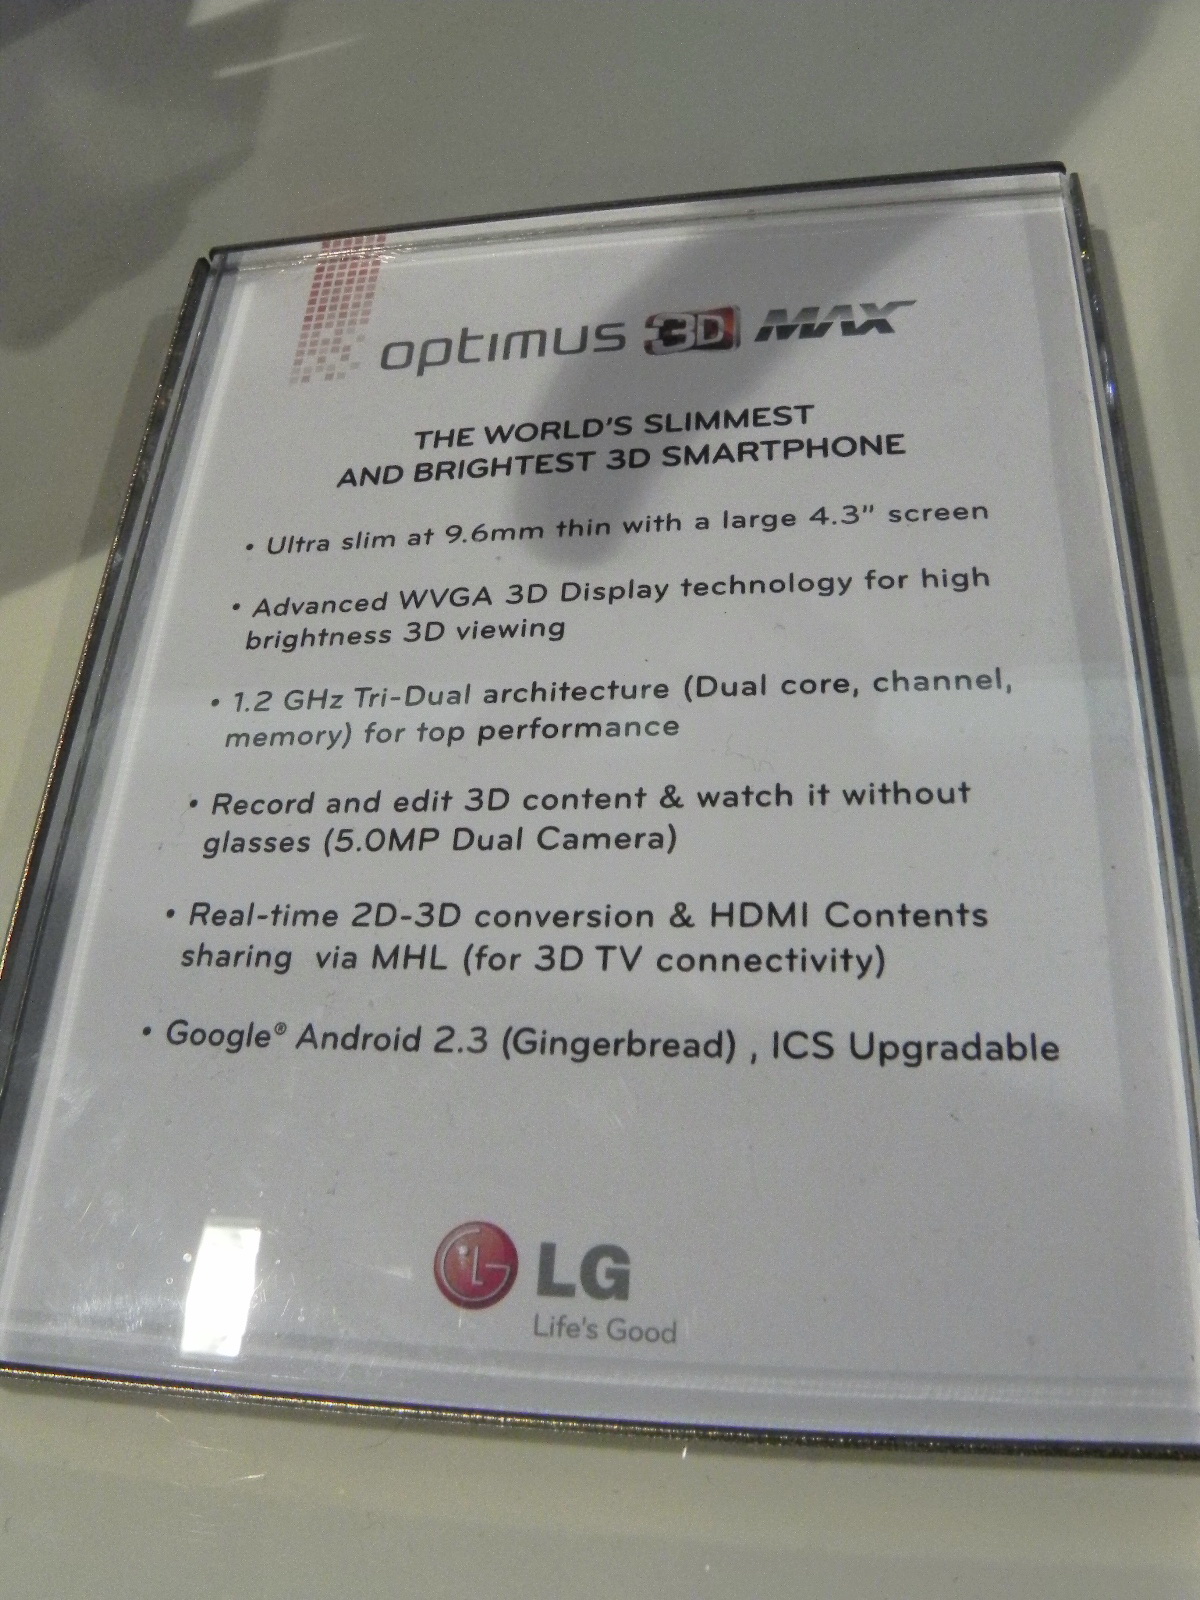 optimus 3D MAX
THE WORLD'S SLIMMEST
AND BRIGHTEST 3D SMARTPHONE
• Ultra slim at 9.6mm thin with a large 4.3" screen
• Advanced WVGA 3D Display technology for high
brightness 3D viewing
• 1.2 GHz Tri-Dual architecture (Dual core, channel,
memory) for top performance
• Record and edit 3D content & watch it without
glasses (5.0MP Dual Camera)
• Real-time 2D-3D conversion & HDMI Contents
sharing via MHL (for 3D TV connectivity)
• Google® Android 2.3 (Gingerbread) , ICS Upgradable
LG
Life's Good